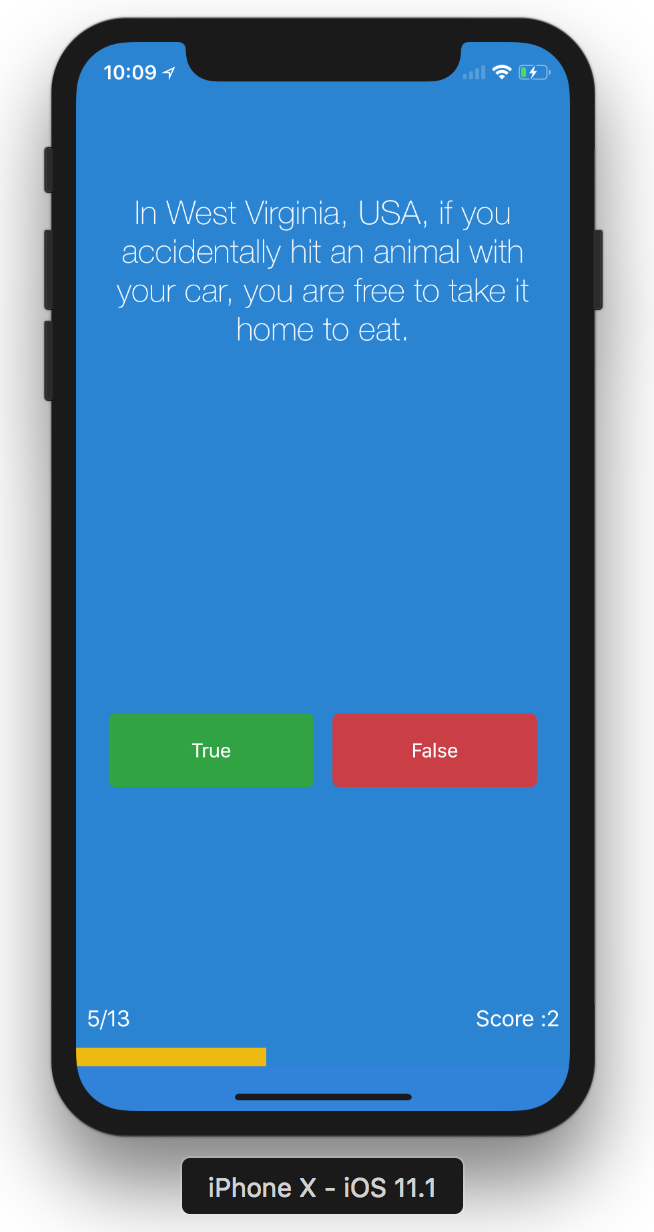 10:09
In West Virginia, USA, if you
accidentally hit an animal with
your car, you are free to take it
home to eat.
True
False
5/13
Score :2
iPhone X - iOS 11.1